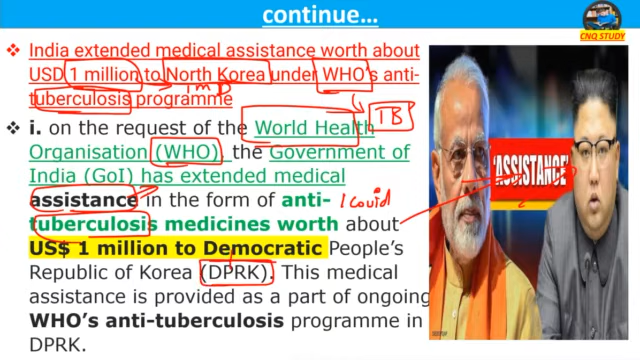 continue...
CNQ STUDY
India extended medical assistance worth about
USD 1 million to North Korea under WHO's anti-
tuberculosis programme
IMP
TB
i. on the request of the World Health
Organisation (WHO), the Government of
India (GoI) has extended medical
assistance in the form of anti-
1 Covid
tuberculosis medicines worth about
US$ 1 million to Democratic People's
Republic of Korea (DPRK). This medical
assistance is provided as a part of ongoing
WHO's anti-tuberculosis programme in
DPRK.
'ASSISTANCE'